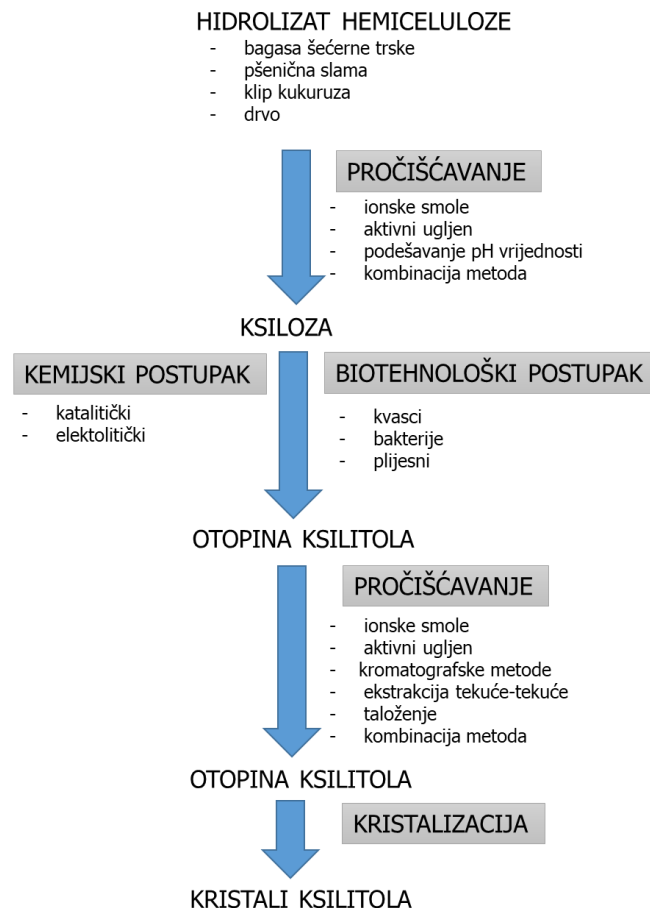 HIDROLIZAT HEMICELULOZE
- bagasa šećerne trske
- pšenična slama
- klip kukuruza
- drvo
PROČIŠĆAVANJE
- ionske smole
- aktivni ugljen
- podešavanje pH vrijednosti
- kombinacija metoda
KSILOZA
KEMIJSKI POSTUPAK
- katalitički
- elektolitički
BIOTEHNOLOŠKI POSTUPAK
- kvasci
- bakterije
- plijesni
OTOPINA KSILITOLA
PROČIŠĆAVANJE
- ionske smole
- aktivni ugljen
- kromatografske metode
- ekstrakcija tekuće-tekuće
- taloženje
- kombinacija metoda
OTOPINA KSILITOLA
KRISTALIZACIJA
KRISTALI KSILITOLA